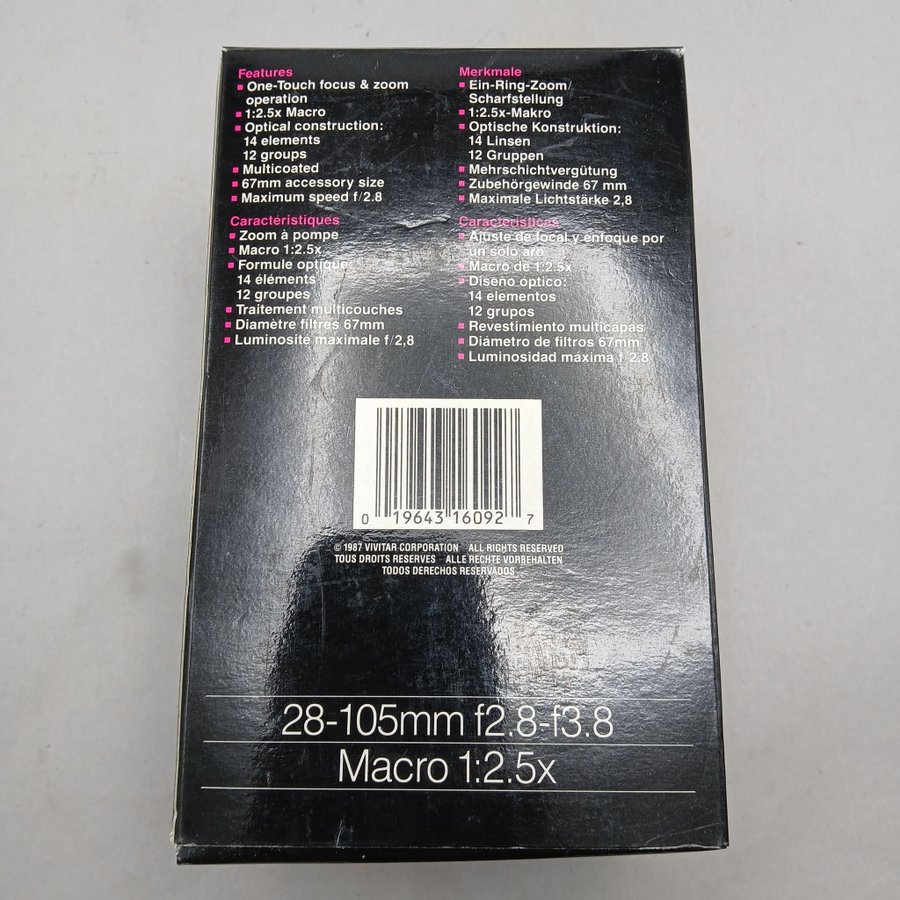 Features
▪ One-Touch focus & zoom
operation
▪ 1:2.5x Macro
▪ Optical construction:
14 elements
12 groups
▪ Multicoated
▪ 67mm accessory size
▪ Maximum speed f/2.8
Merkmale
▪ Ein-Ring-Zoom/
Scharfstellung
▪ 1:2.5x-Makro
▪ Optische Konstruktion:
14 Linsen
12 Gruppen
▪ Mehrschichtvergütung
▪ Zubehörgewinde 67 mm
▪ Maximale Lichtstärke 2,8
Caractéristiques
▪ Zoom à pompe
▪ Macro 1:2.5x
▪ Formule optique
14 éléments
12 groupes
▪ Traitement multicouches
▪ Diamètre filtres 67mm
▪ Luminosité maximale f/2,8
Características
▪ Ajuste de focal y enfoque por
un solo aro
▪ Macro de 1:2.5x
▪ Diseño optico:
14 elementos
12 grupos
▪ Revestimiento multicapas
▪ Diámetro de filtros 67mm
▪ Luminosidad máxima f/2,8
0 19643 16092 7
© 1987 VIVITAR CORPORATION ALL RIGHTS RESERVED
TOUS DROITS RESERVES ALLE RECHTE VORBEHALTEN
TODOS DERECHOS RESERVADOS
28-105mm f2.8-f3.8
Macro 1:2.5x